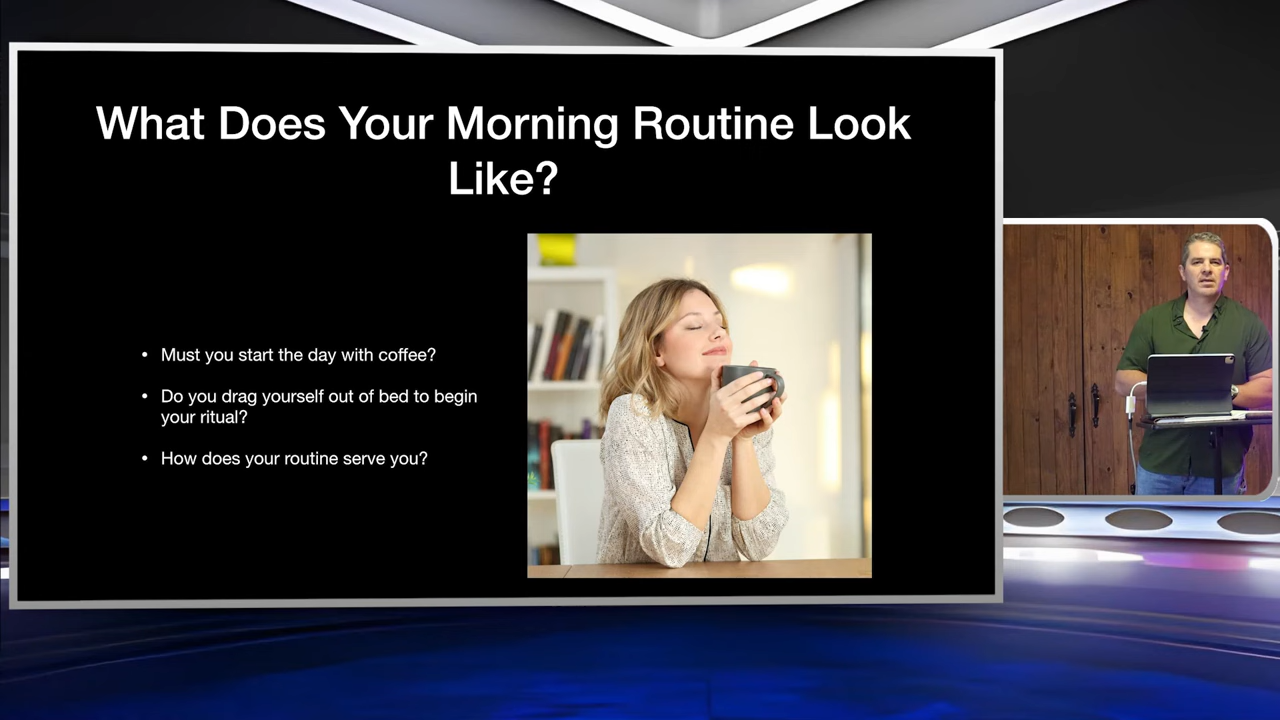 What Does Your Morning Routine Look
Like?
• Must you start the day with coffee?
• Do you drag yourself out of bed to begin
your ritual?
• How does your routine serve you?